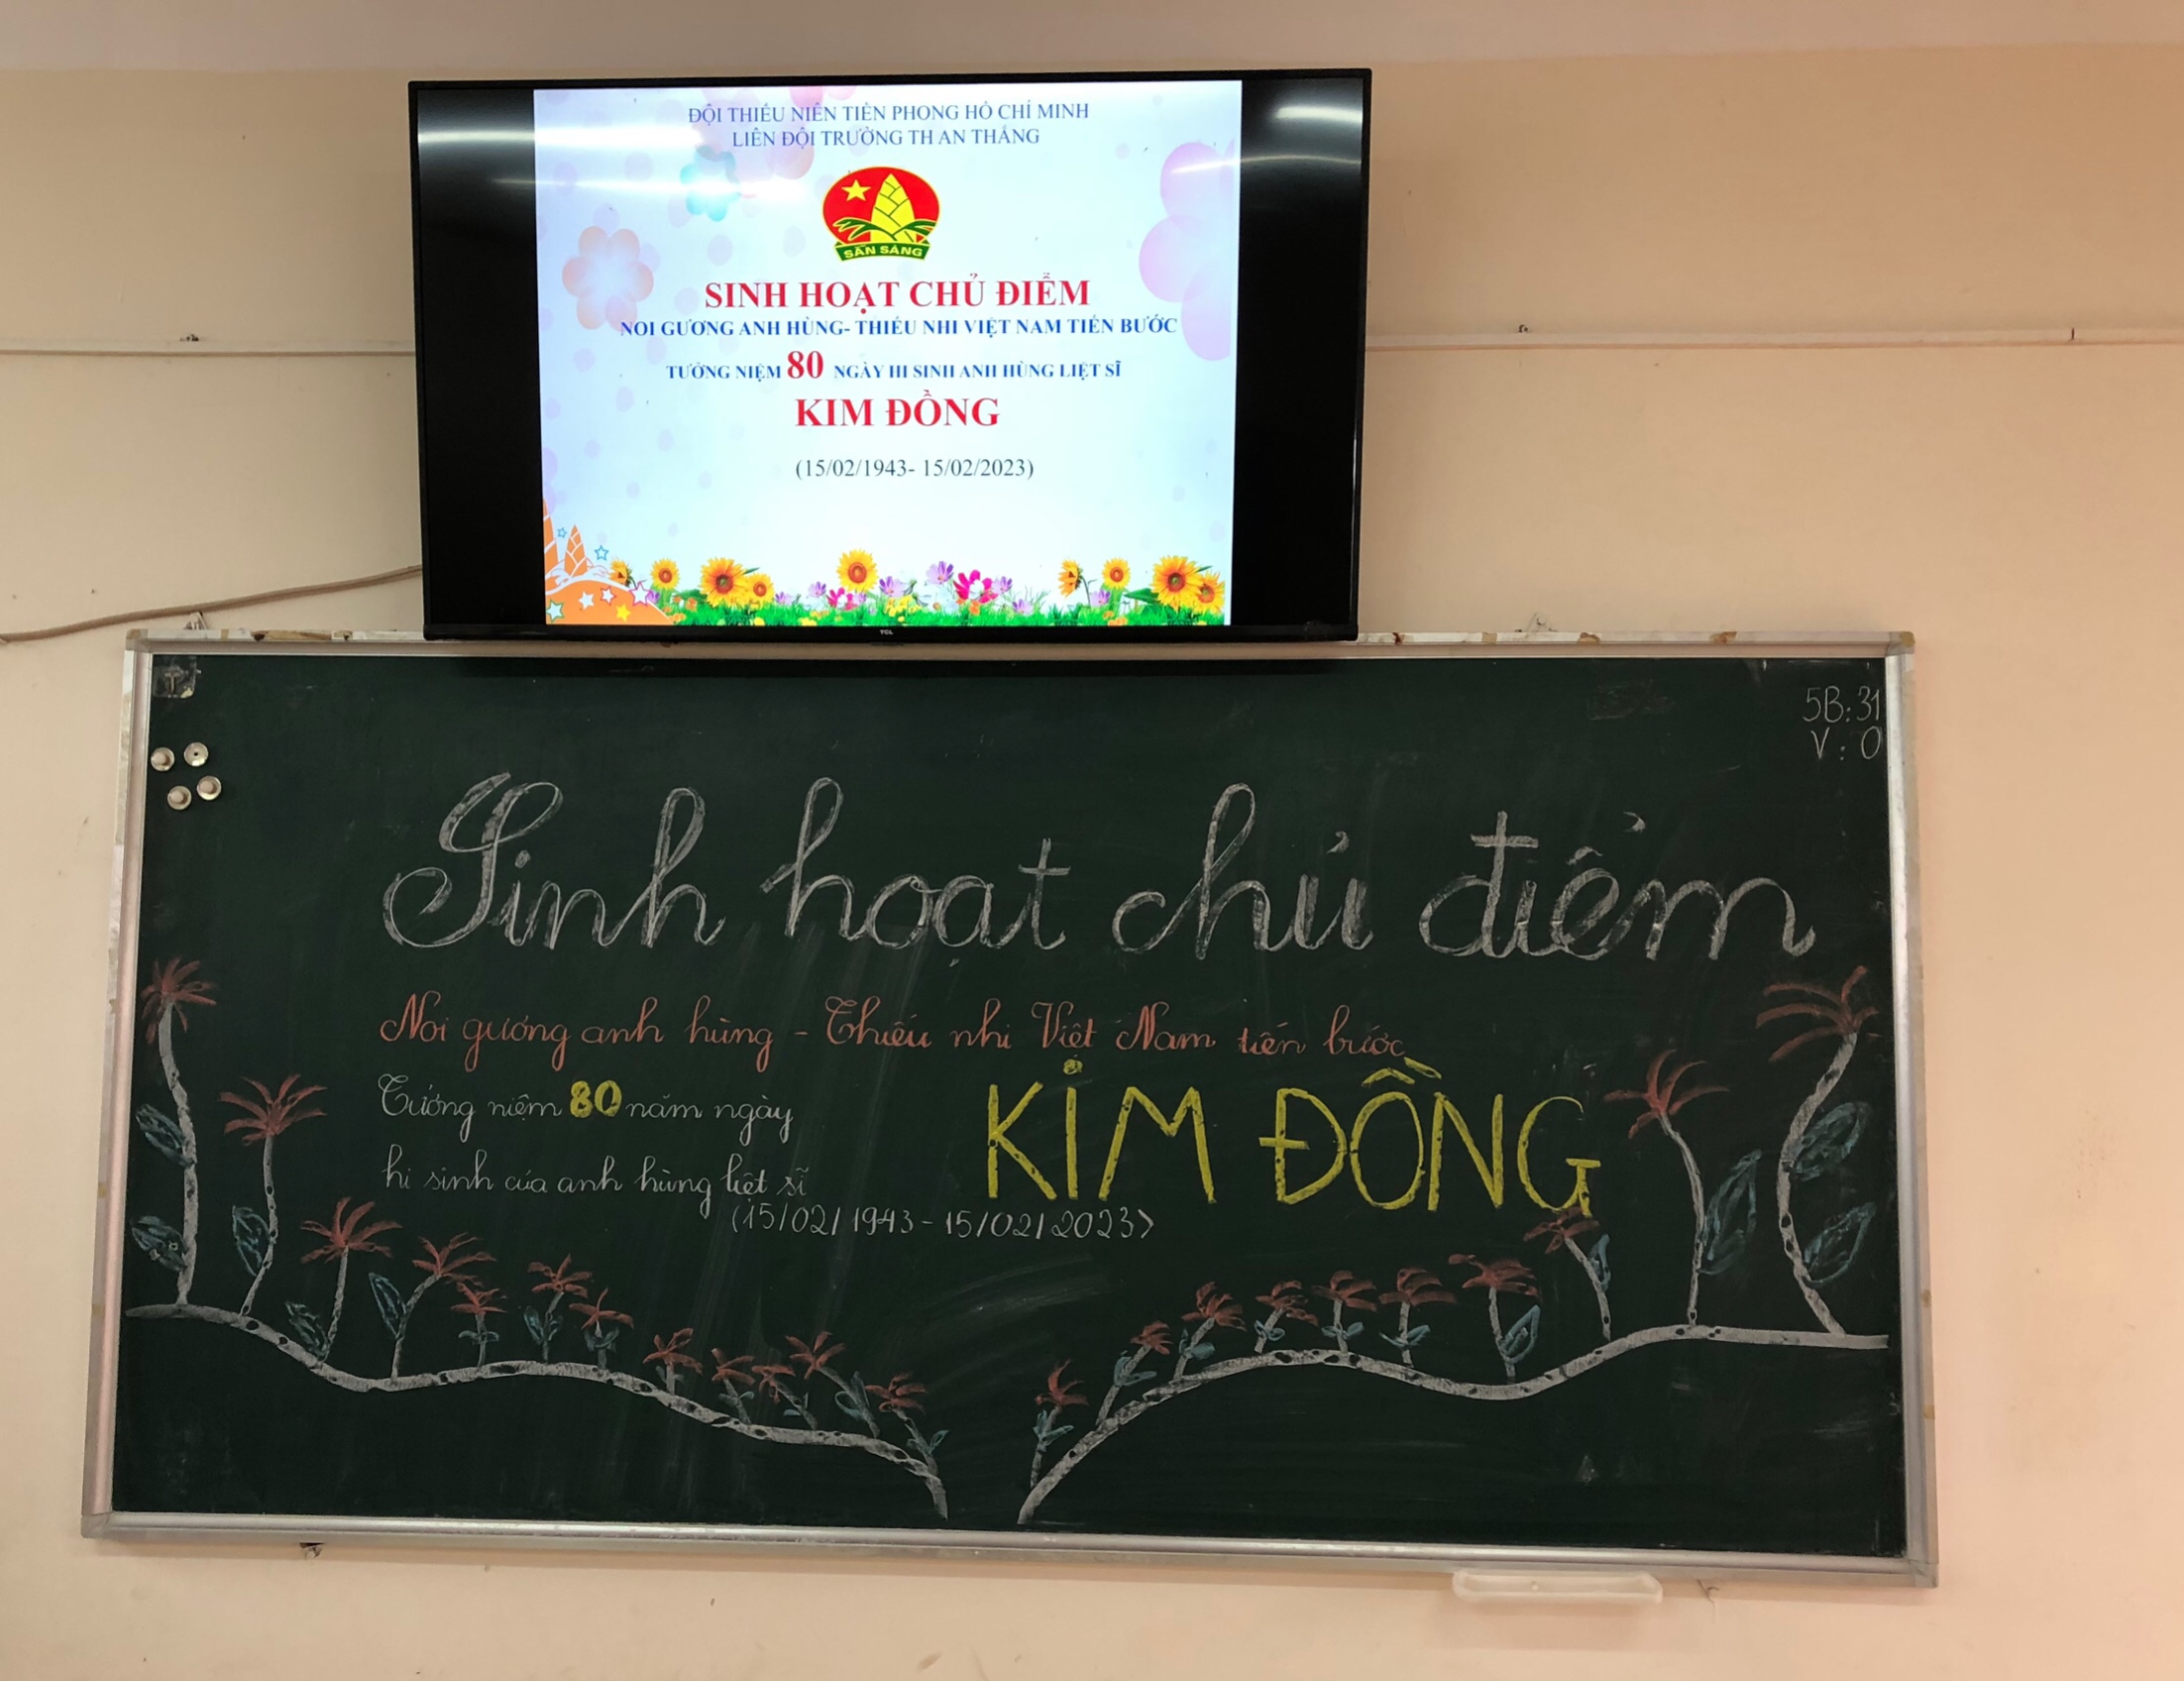 ĐỘI THIẾU NIÊN TIỀN PHONG HỒ CHÍ MINH
LIÊN ĐỘI TRƯỜNG TH AN THẮNG
SẴN SÀNG
SINH HOẠT CHỦ ĐIỂM
NOI GƯƠNG ANH HÙNG- THIẾU NHI VIỆT NAM TIẾN BƯỚC
TƯỞNG NIỆM 80 NGÀY HI SINH ANH HÙNG LIỆT SĨ
KIM ĐỒNG
(15/02/1943- 15/02/2023)
TCL
5B: 31
V: 0
Sinh hoạt chủ điểm
Noi gương anh hùng - Thiếu nhi Việt Nam tiến bước
Tưởng niệm 80 năm ngày
hi sinh của anh hùng liệt sĩ
KIM ĐỒNG
(15/02/1943-15/02/2023)